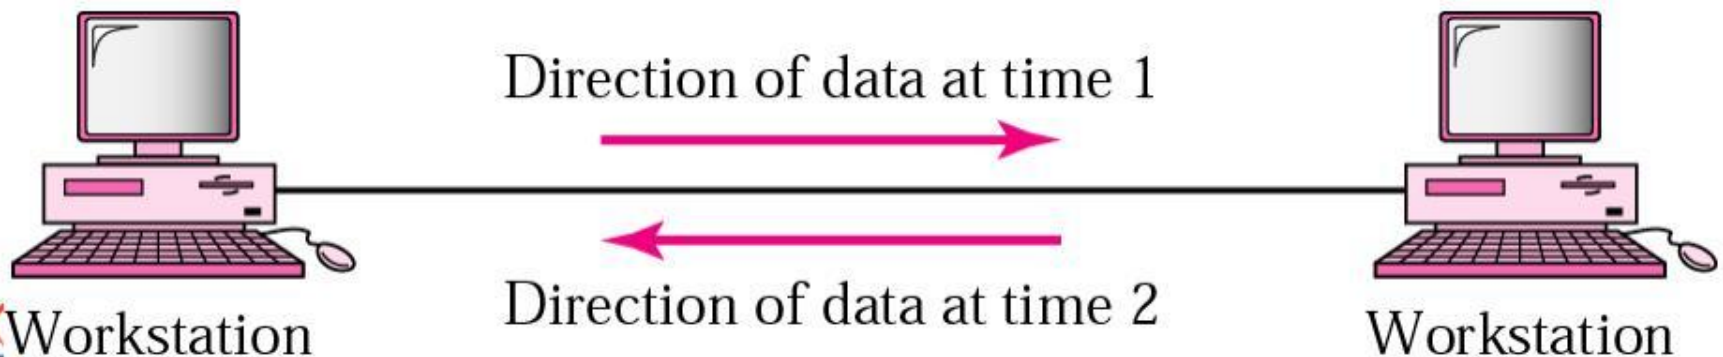 Direction of data at time 1
Direction of data at time 2
Workstation
Workstation